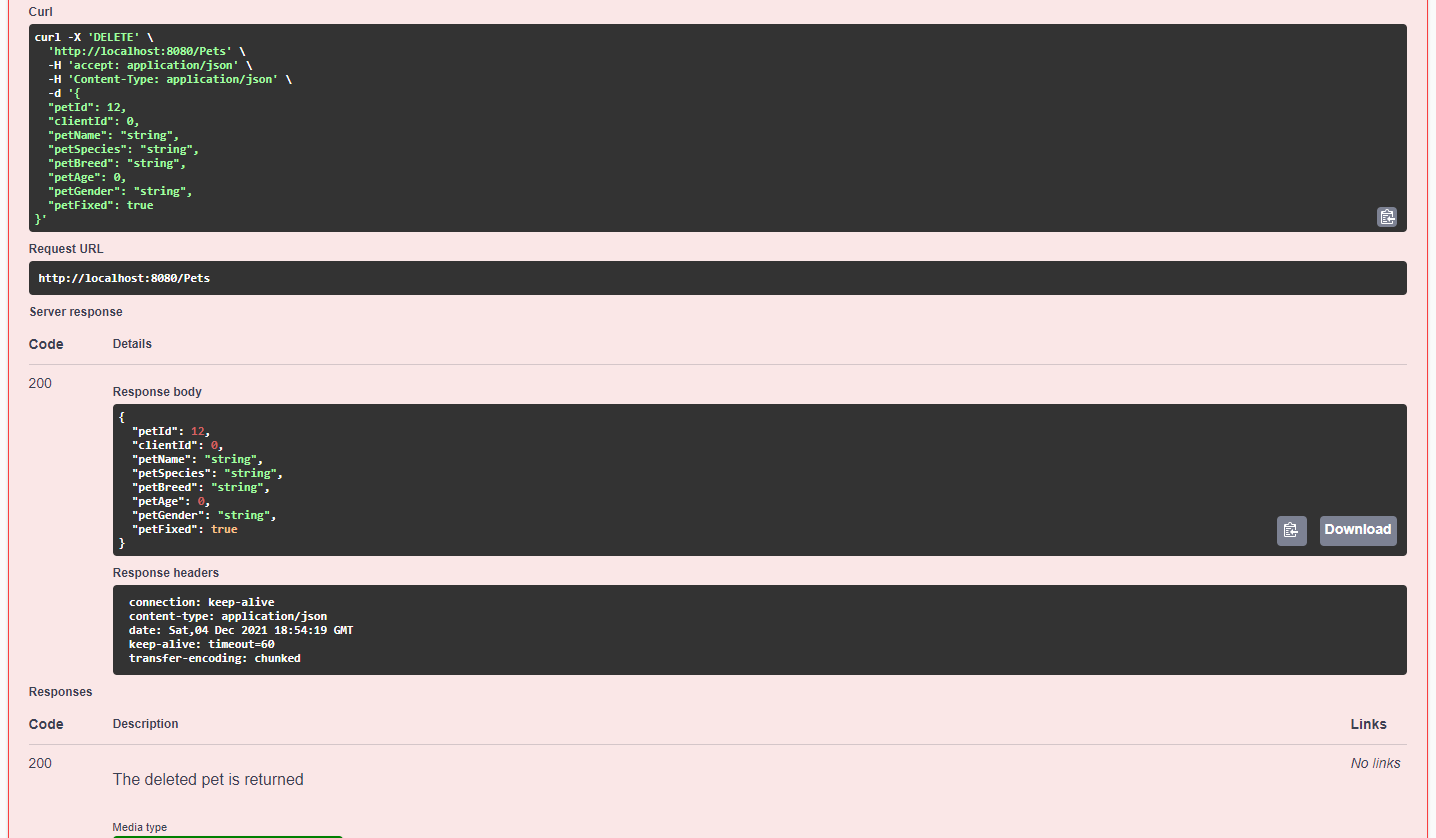 Curl
curl -X 'DELETE' \
  'http://localhost:8080/Pets' \
  -H 'accept: application/json' \
  -H 'Content-Type: application/json' \
  -d '{
  "petId": 12,
  "clientId": 0,
  "petName": "string",
  "petSpecies": "string",
  "petBreed": "string",
  "petAge": 0,
  "petGender": "string",
  "petFixed": true
}'
Request URL
http://localhost:8080/Pets
Server response
Code Details
200
Response body
{
  "petId": 12,
  "clientId": 0,
  "petName": "string",
  "petSpecies": "string",
  "petBreed": "string",
  "petAge": 0,
  "petGender": "string",
  "petFixed": true
}
Download
Response headers
connection: keep-alive
content-type: application/json
date: Sat,04 Dec 2021 18:54:19 GMT
keep-alive: timeout=60
transfer-encoding: chunked
Responses
Code Description Links
200 No links
The deleted pet is returned
Media type